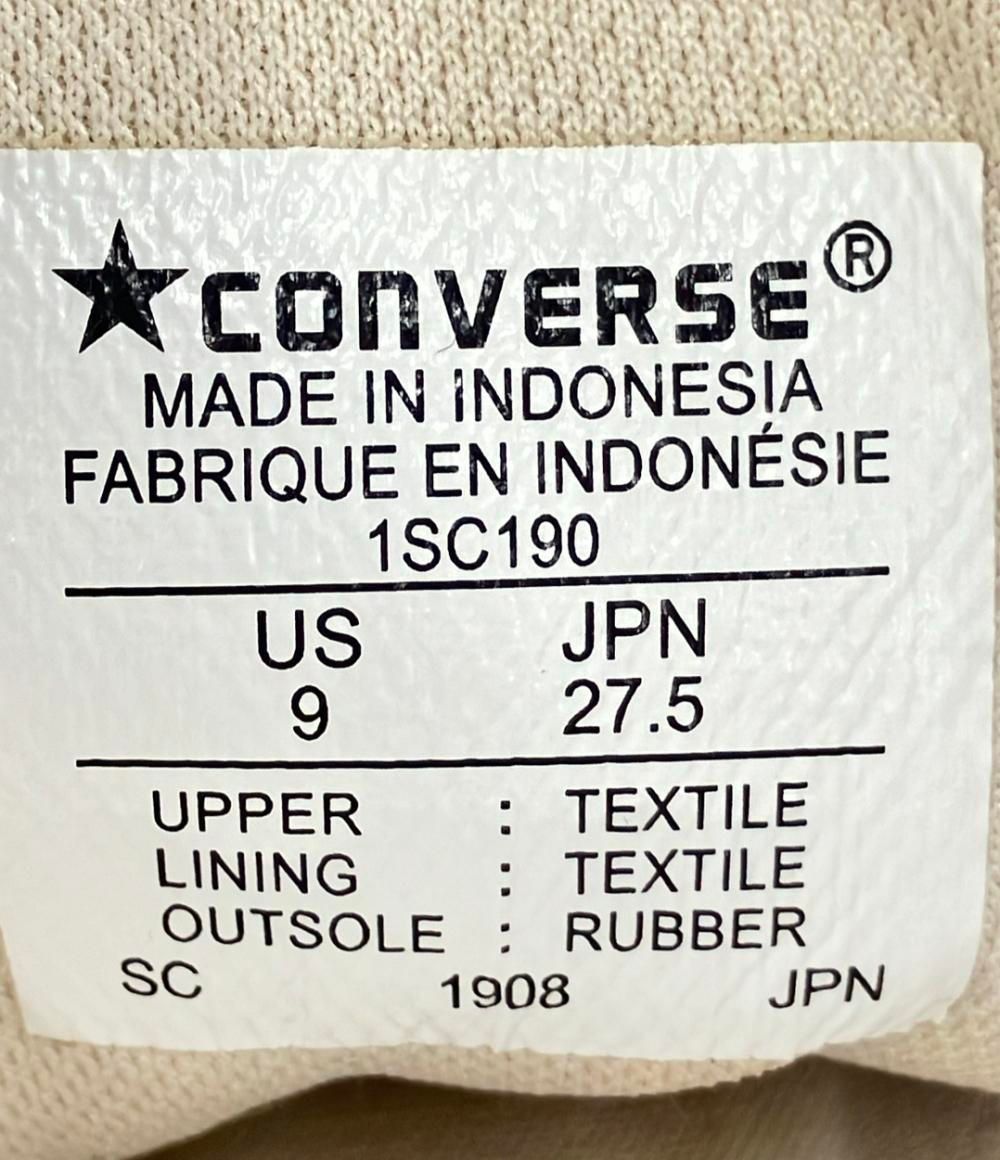 ★CONVERSE®
MADE IN INDONESIA
FABRIQUE EN INDONÉSIE
1SC190
US JPN
9 27.5
UPPER : TEXTILE
LINING : TEXTILE
OUTSOLE : RUBBER
SC 1908 JPN